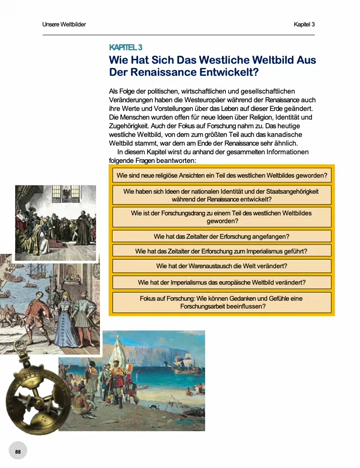 Unsere Weltbilder
Kapitel 3
KAPITEL 3
Wie Hat Sich Das Westliche Weltbild Aus
Der Renaissance Entwickelt?
Als Folge der politischen, wirtschaftlichen und gesellschaftlichen
Veränderungen haben die Westeuropäer während der Renaissance auch
ihre Werte und Vorstellungen über das Leben auf dieser Erde geändert.
Die Menschen wurden offen für neue Ideen über Religion, Identität und
Zugehörigkeit. Auch der Fokus auf Forschung nahm zu. Das heutige
westliche Weltbild, von dem zum größten Teil auch das kanadische
Weltbild stammt, war dem am Ende der Renaissance sehr ähnlich.
In diesem Kapitel wirst du anhand der gesammelten Informationen
folgende Fragen beantworten:
Wie sind neue religiöse Ansichten ein Teil des westlichen Weltbildes geworden?
Wie haben sich Ideen der nationalen Identität und der Staatsangehörigkeit
während der Renaissance entwickelt?
Wie ist der Forschungsdrang zu einem Teil des westlichen Weltbildes
geworden?
Wie hat das Zeitalter der Erforschung angefangen?
Wie hat das Zeitalter der Erforschung zum Imperialismus geführt?
Wie hat der Warenaustausch die Welt verändert?
Wie hat der Imperialismus das europäische Weltbild verändert?
Fokus auf Forschung: Wie können Gedanken und Gefühle eine
Forschungsarbeit beeinflussen?
88